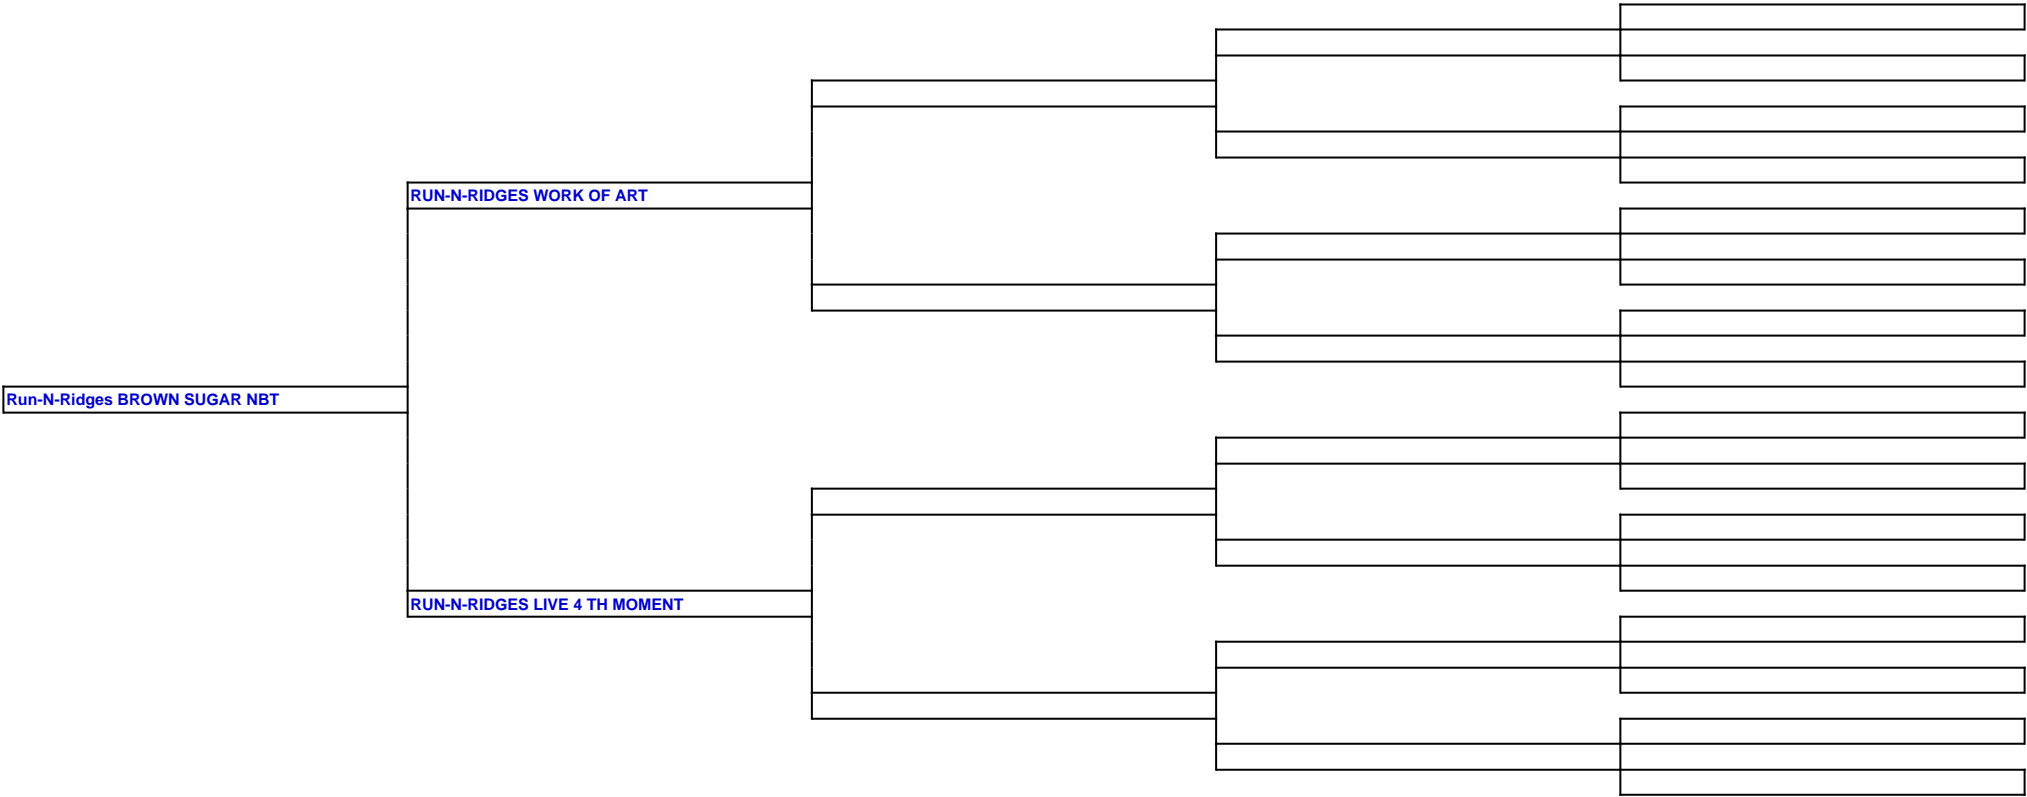 RUN-N-RIDGES WORK OF ART
Run-N-Ridges BROWN SUGAR NBT
RUN-N-RIDGES LIVE 4 TH MOMENT